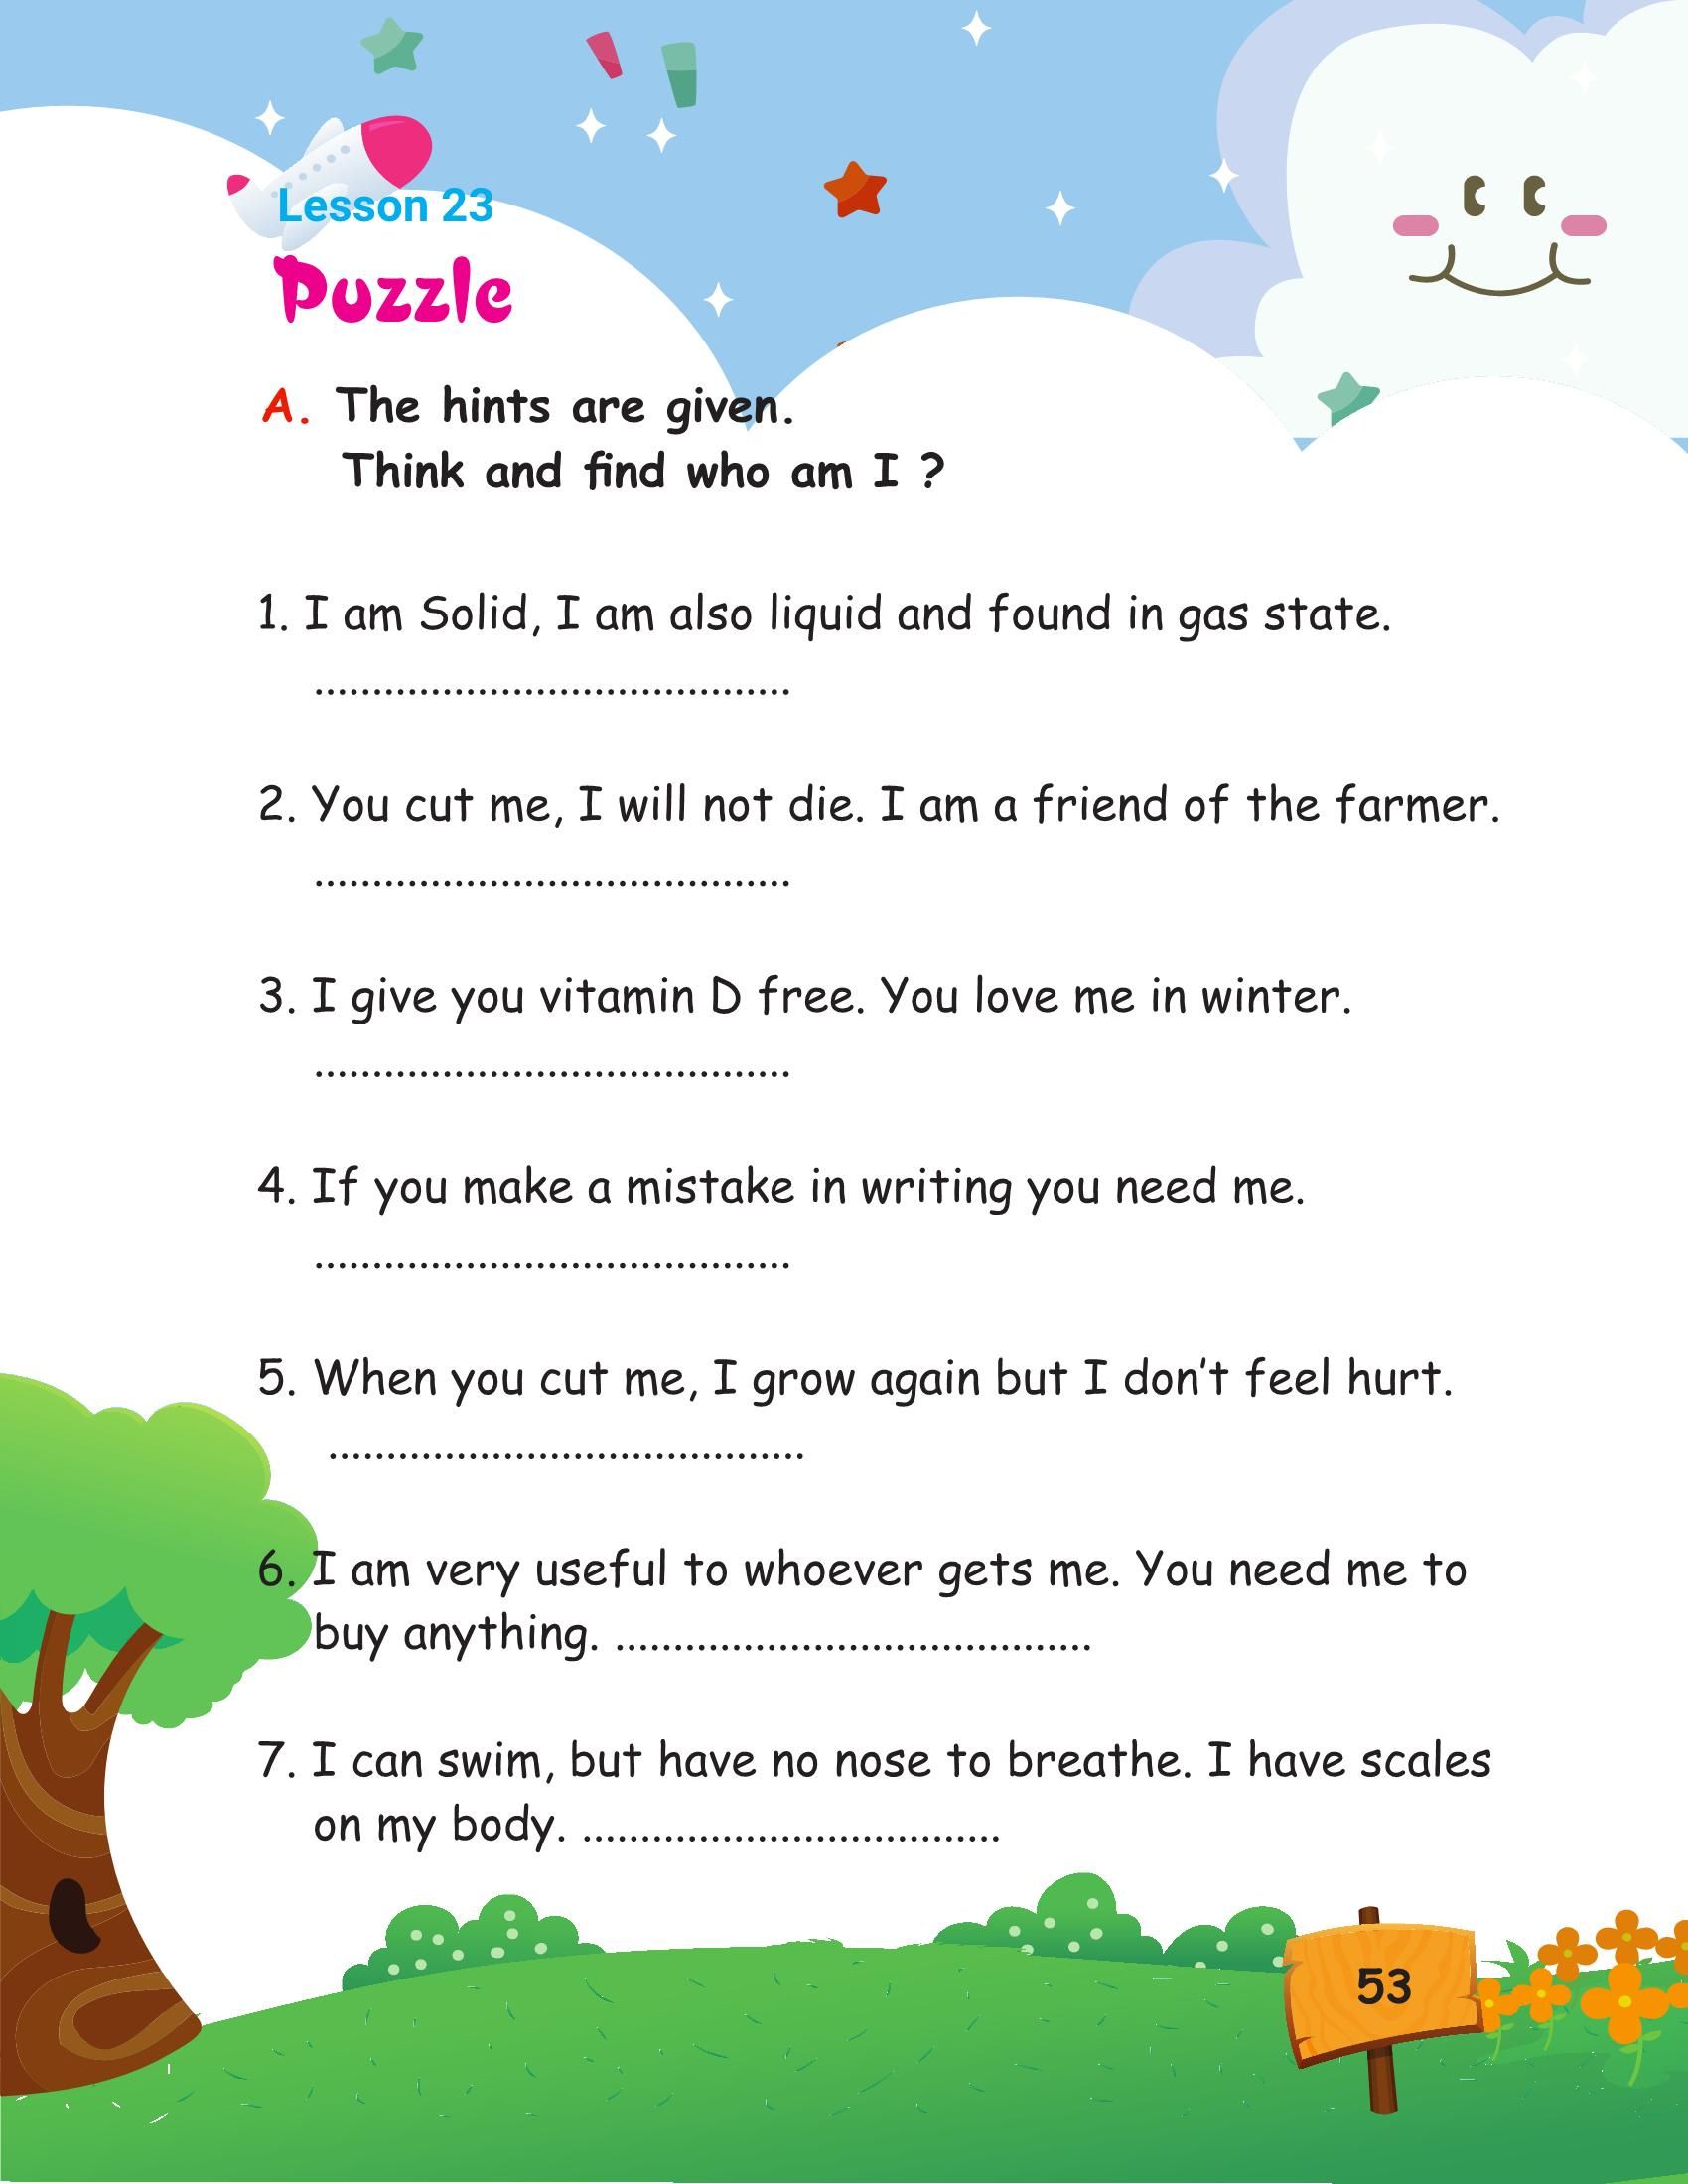 Lesson 23
Puzzle
A. The hints are given.
Think and find who am I ?
1. I am Solid, I am also liquid and found in gas state.
.........................................
2. You cut me, I will not die. I am a friend of the farmer.
.........................................
3. I give you vitamin D free. You love me in winter.
.........................................
4. If you make a mistake in writing you need me.
.........................................
5. When you cut me, I grow again but I don't feel hurt.
.........................................
6. I am very useful to whoever gets me. You need me to
buy anything. .........................................
7. I can swim, but have no nose to breathe. I have scales
on my body. ....................................
53